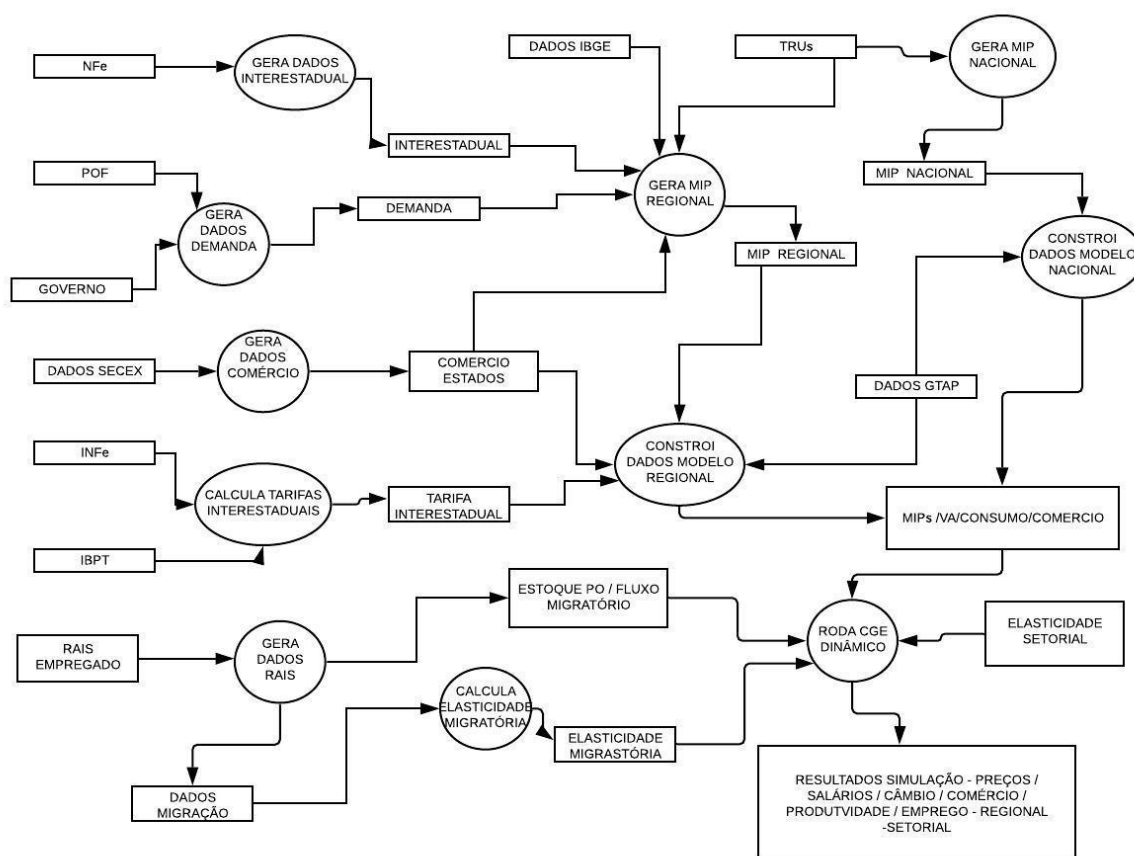 NFe
GERA DADOS
INTERESTADUAL
DADOS IBGE
TRUs
GERA MIP
NACIONAL
INTERESTADUAL
POF
GERA
DADOS
DEMANDA
DEMANDA
GERA MIP
REGIONAL
MIP NACIONAL
GOVERNO
MIP REGIONAL
CONSTROI
DADOS MODELO
NACIONAL
DADOS SECEX
GERA
DADOS
COMÉRCIO
COMERCIO
ESTADOS
DADOS GTAP
INFe
CALCULA TARIFAS
INTERESTADUAIS
IBPT
TARIFA
INTERESTADUAL
CONSTROI
DADOS MODELO
REGIONAL
MIPs /VA/CONSUMO/COMERCIO
RAIS
EMPREGADO
GERA
DADOS
RAIS
ESTOQUE PO / FLUXO
MIGRATÓRIO
RODA CGE
DINÂMICO
ELASTICIDADE
SETORIAL
CALCULA
ELASTICIDADE
MIGRATÓRIA
ELASTICIDADE
MIGRASTÓRIA
DADOS
MIGRAÇÃO
RESULTADOS SIMULAÇÃO - PREÇOS /
SALÁRIOS / CÂMBIO / COMÉRCIO /
PRODUTVIDADE / EMPREGO - REGIONAL
-SETORIAL